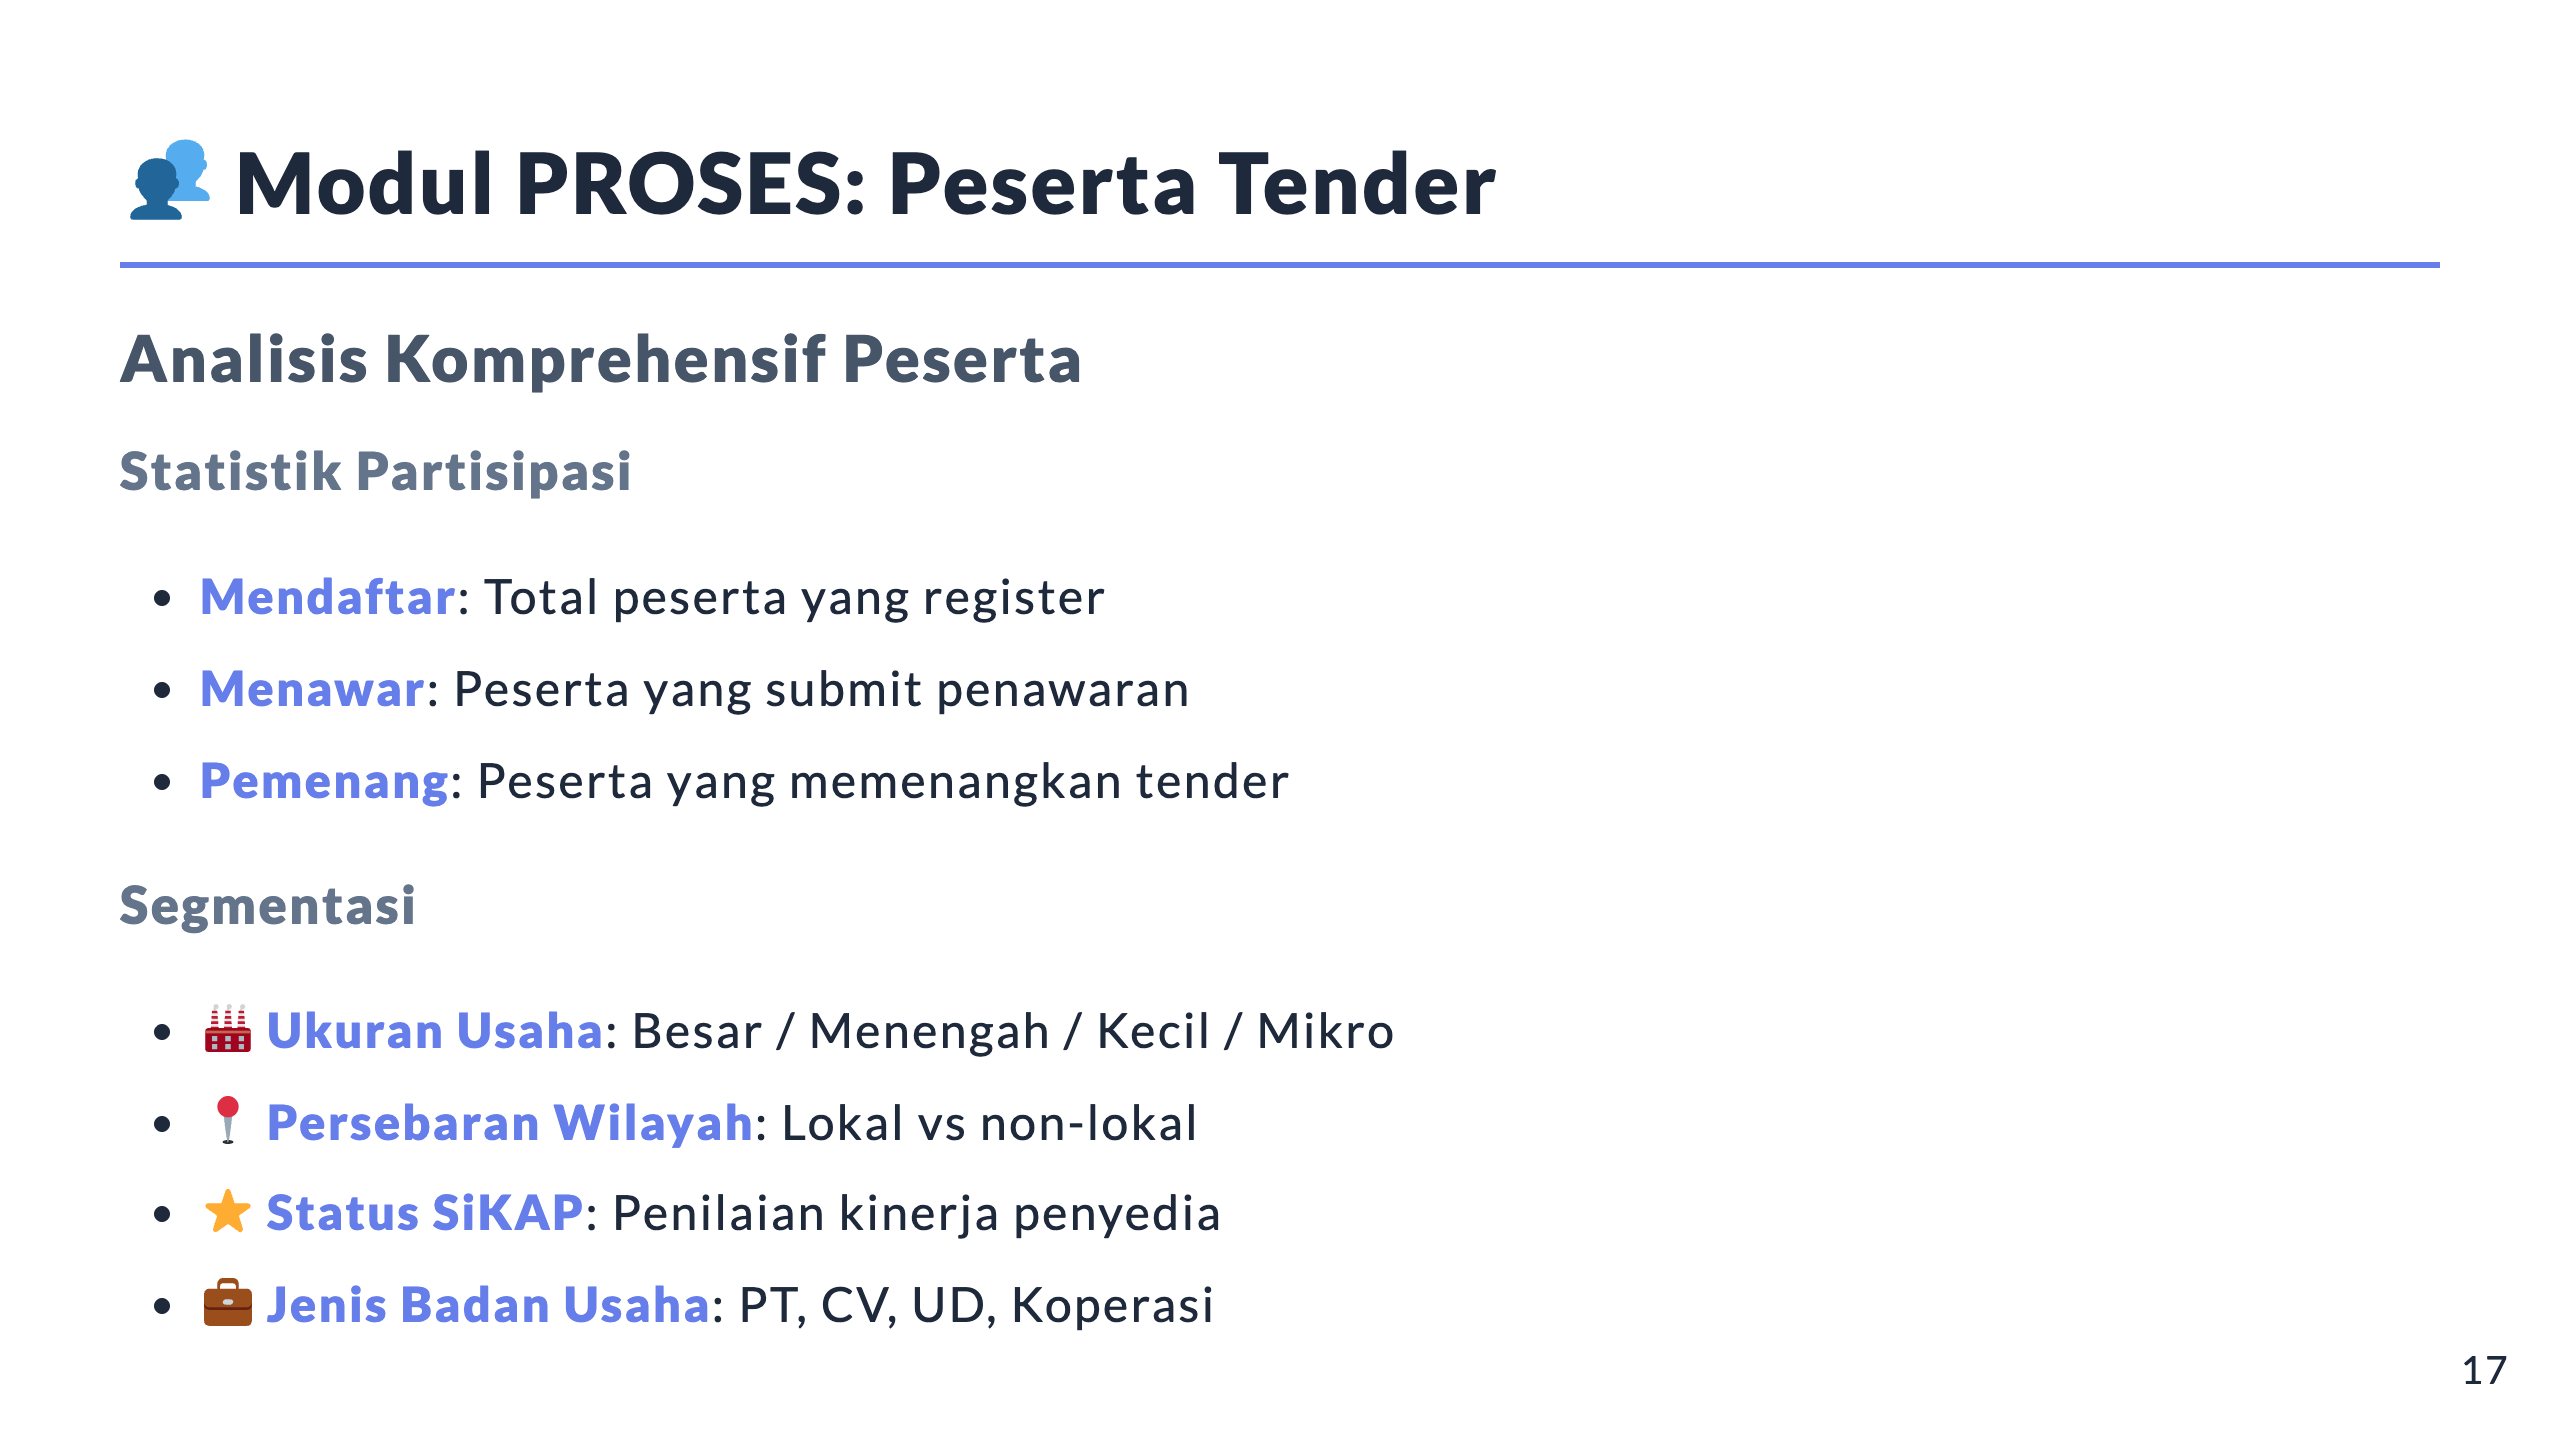 👥 Modul PROSES: Peserta Tender
Analisis Komprehensif Peserta
Statistik Partisipasi
• Mendaftar: Total peserta yang register
• Menawar: Peserta yang submit penawaran
• Pemenang: Peserta yang memenangkan tender
Segmentasi
• 🏭 Ukuran Usaha: Besar / Menengah / Kecil / Mikro
• 📍 Persebaran Wilayah: Lokal vs non-lokal
• ⭐ Status SiKAP: Penilaian kinerja penyedia
• 💼 Jenis Badan Usaha: PT, CV, UD, Koperasi
17